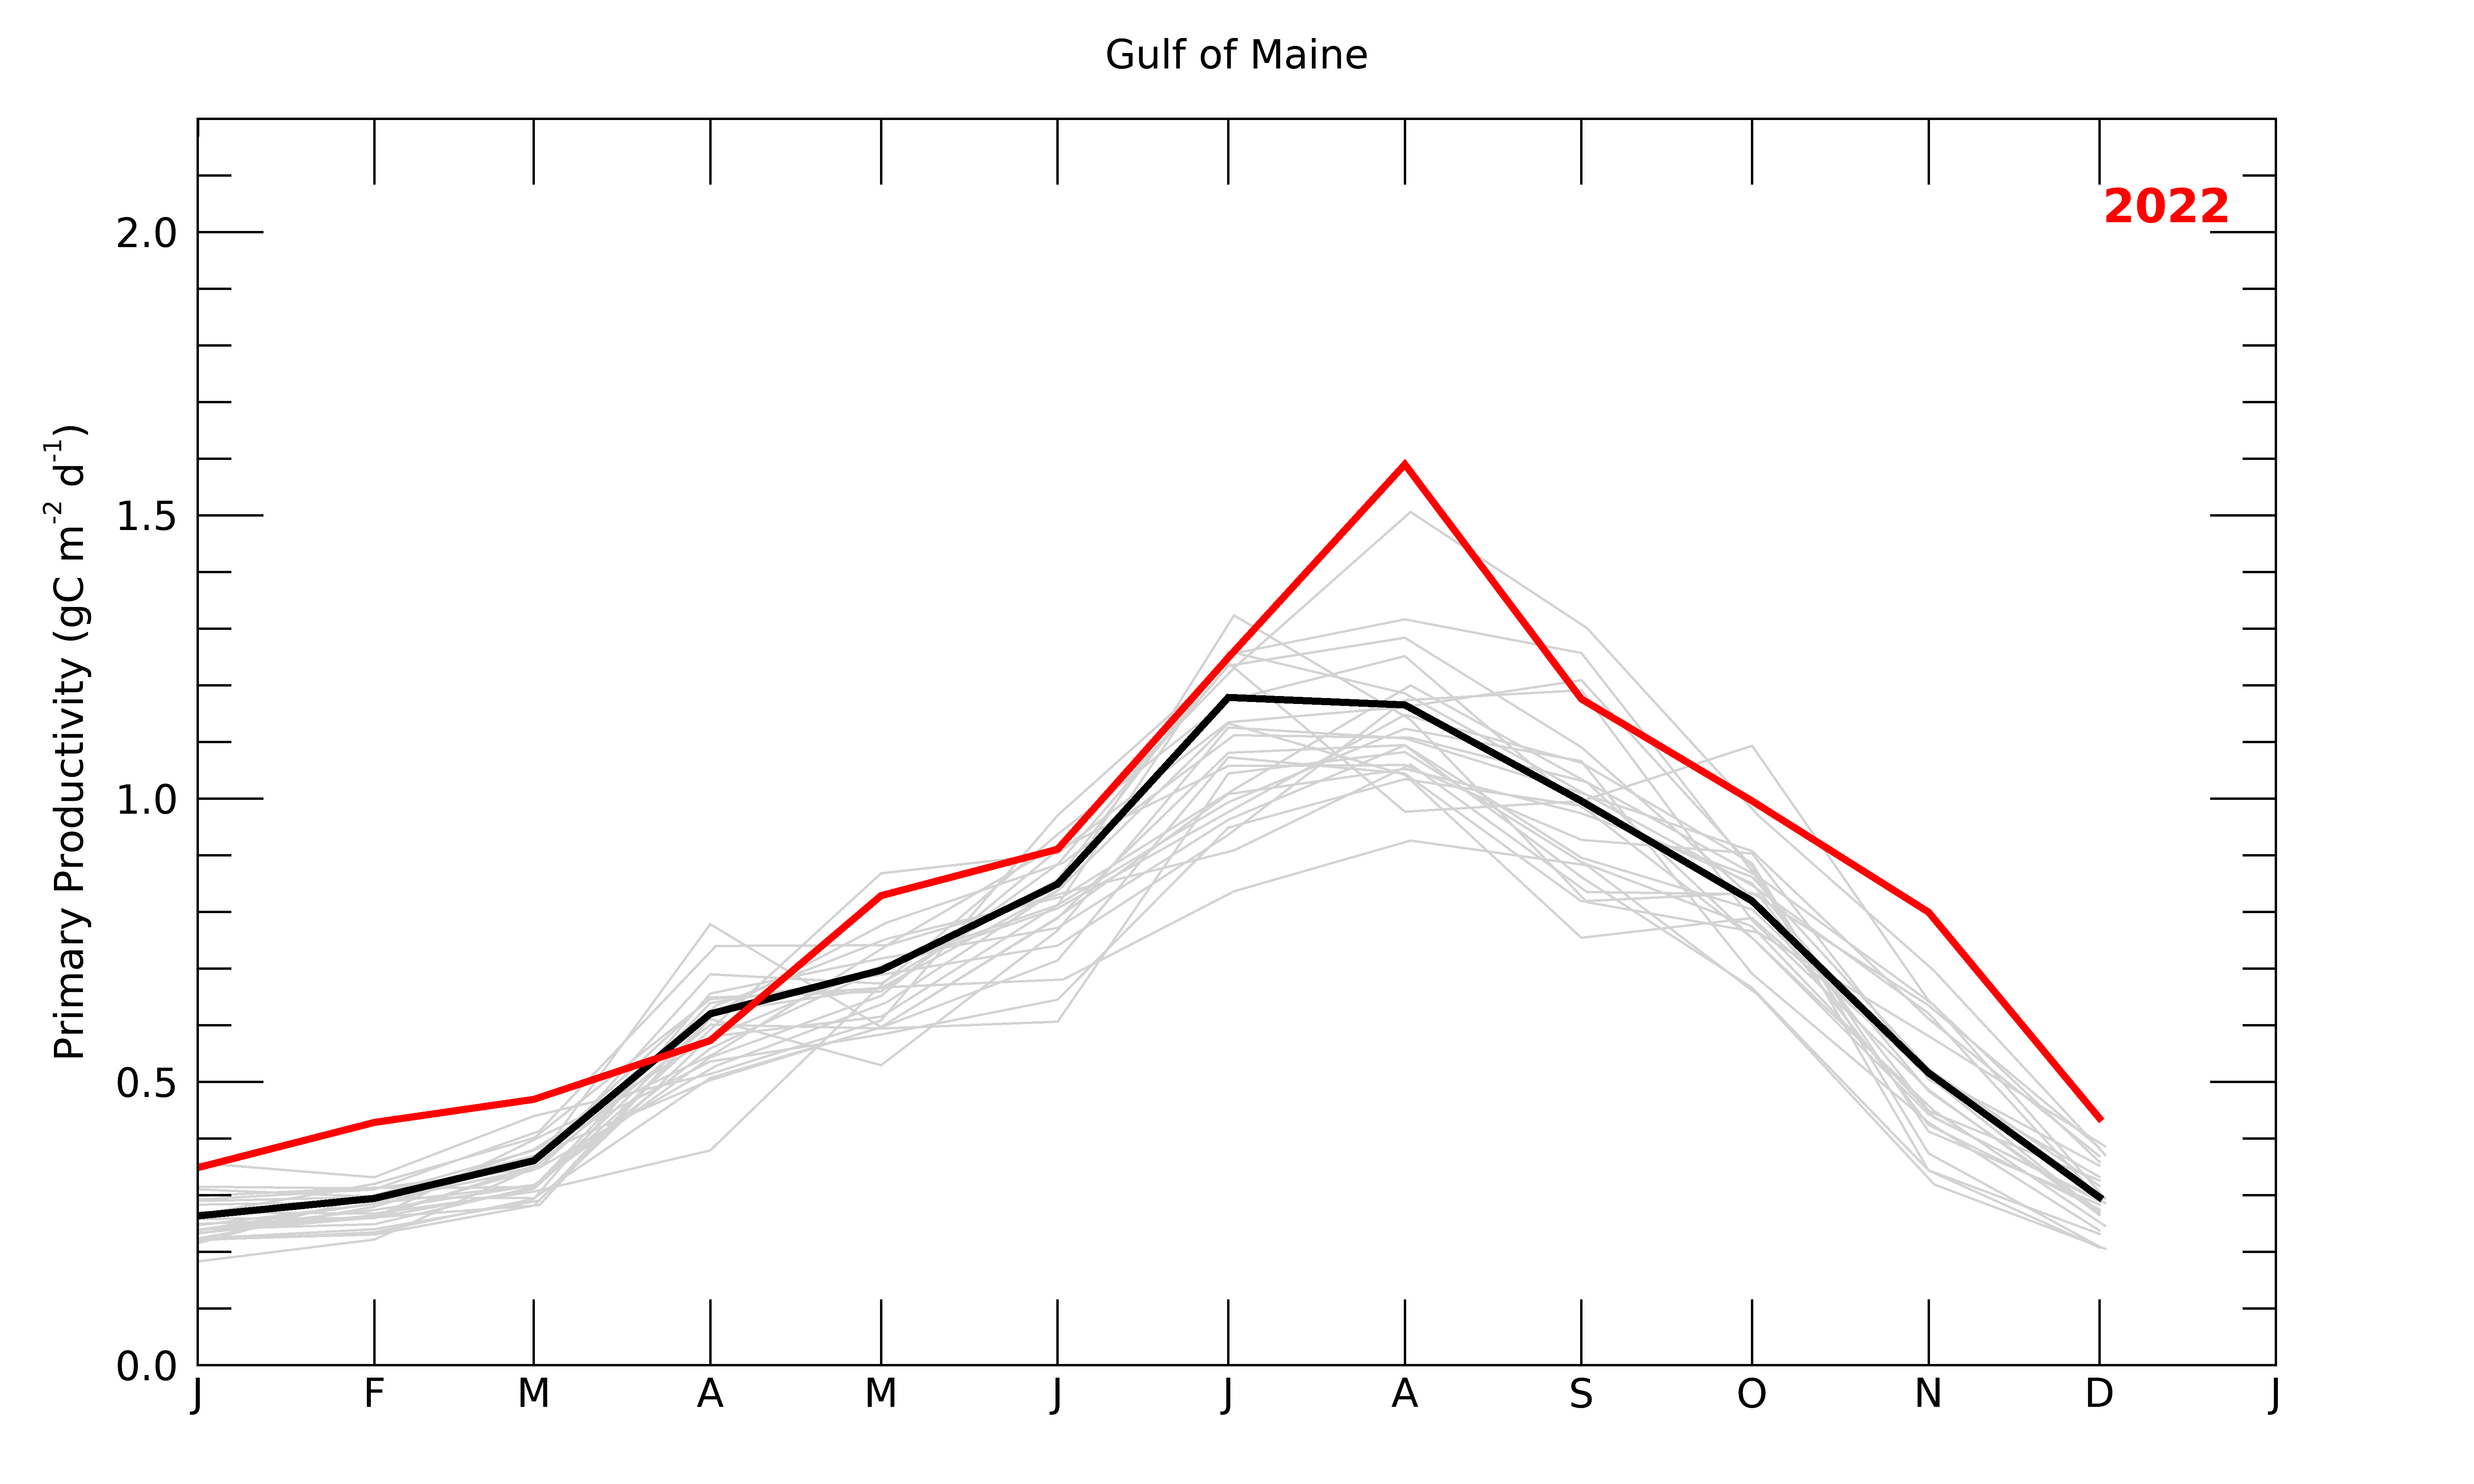 Gulf of Maine
2022
Primary Productivity (gC m⁻² d⁻¹)
2.0
1.5
1.0
0.5
0.0
J F M A M J J A S O N D J